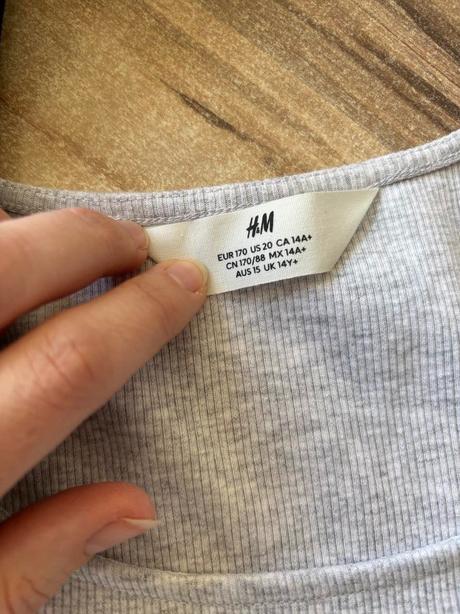 H&M
EUR 170 US 20 CA 14A+
CN 170/88 MX 14A+
AUS 15 UK 14Y+